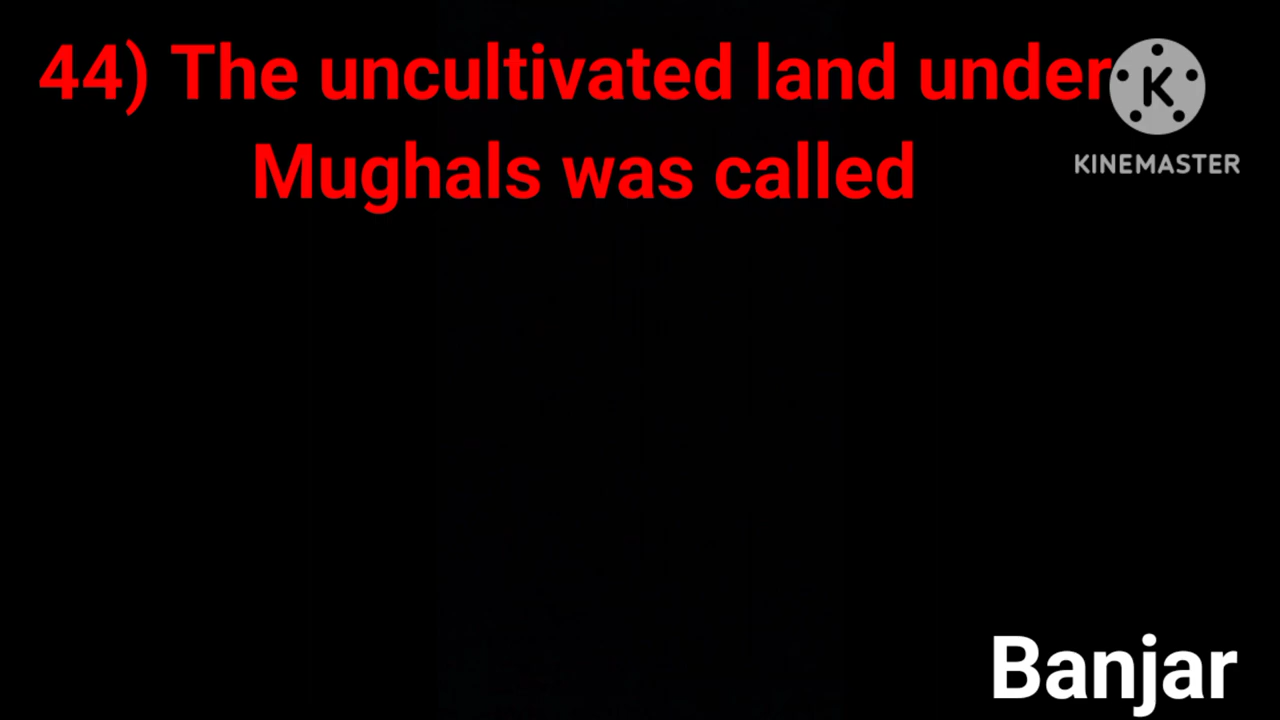 44) The uncultivated land under
Mughals was called
K
KINEMASTER
Banjar